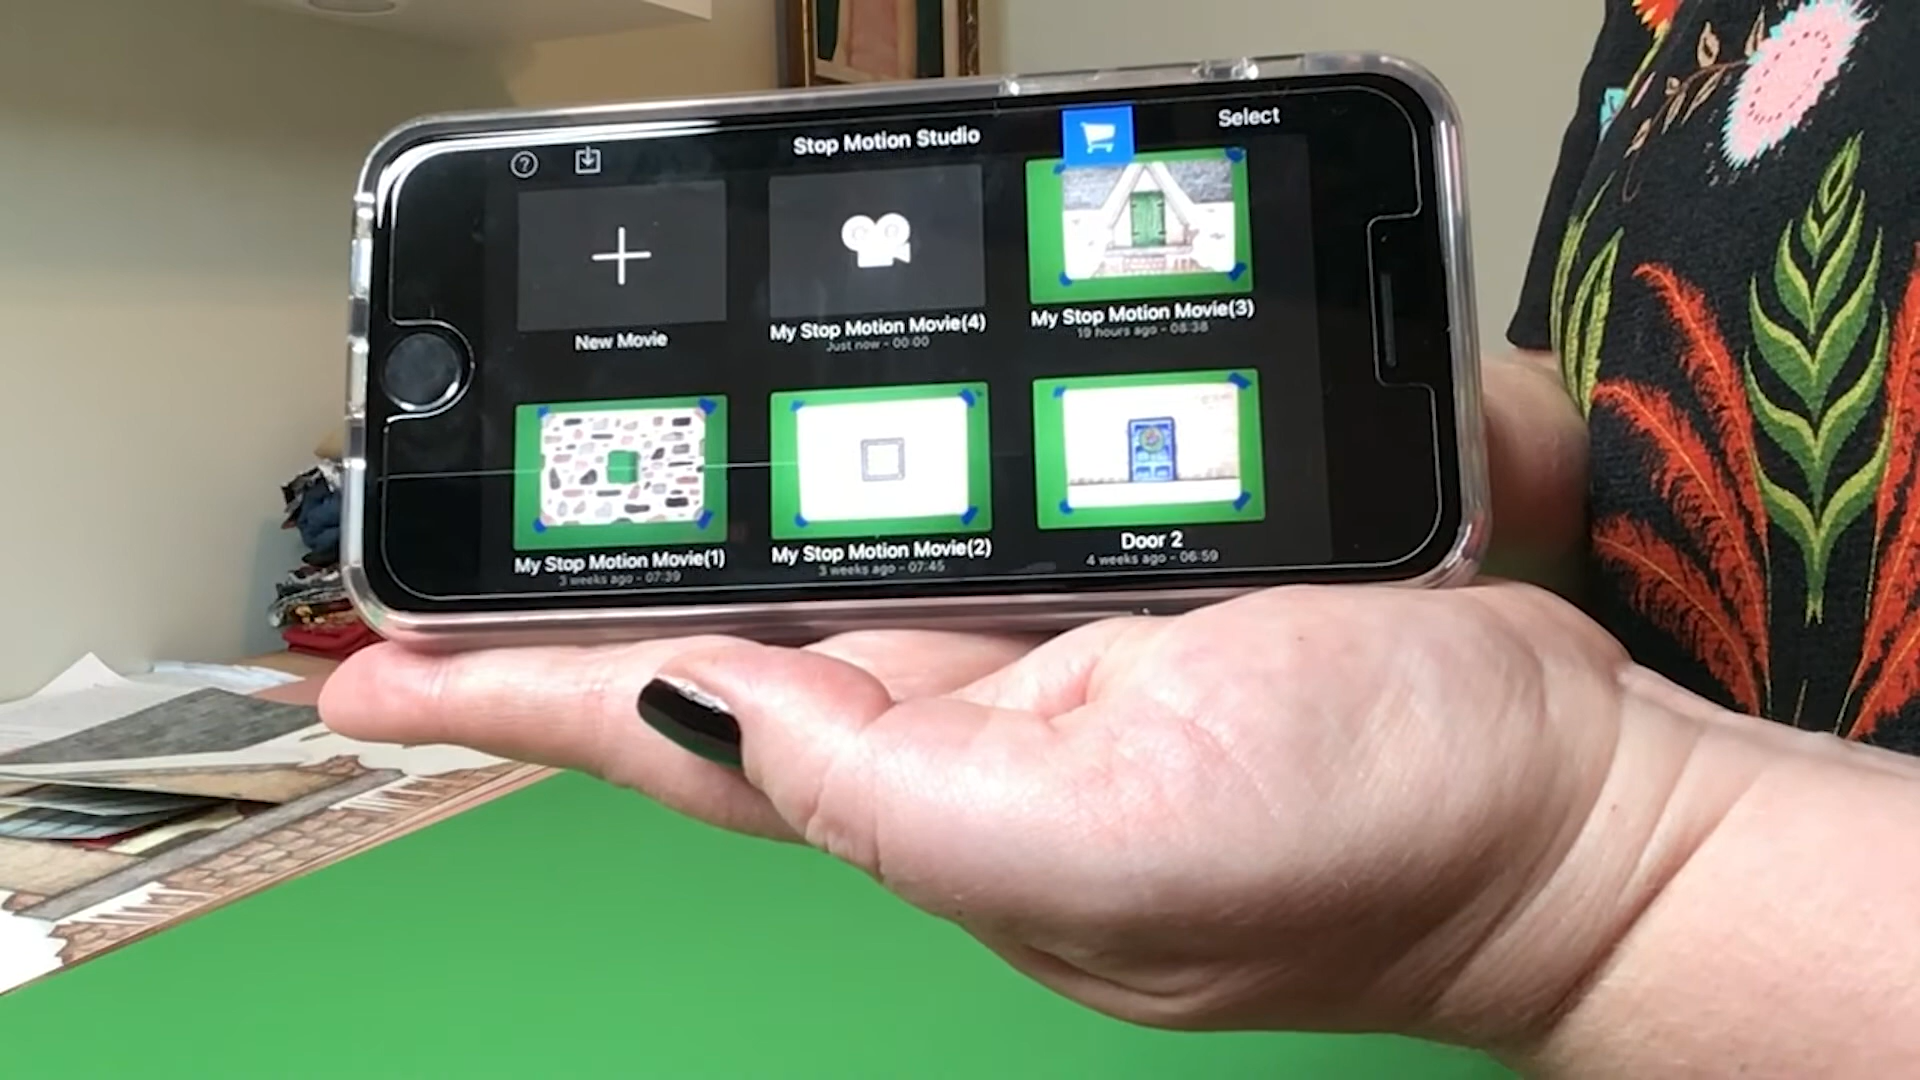 Stop Motion Studio
Select
New Movie
My Stop Motion Movie(4)
Just now - 00:00
My Stop Motion Movie(3)
19 hours ago - 08:38
My Stop Motion Movie(1)
3 weeks ago - 07:39
My Stop Motion Movie(2)
3 weeks ago - 07:45
Door 2
4 weeks ago - 06:59